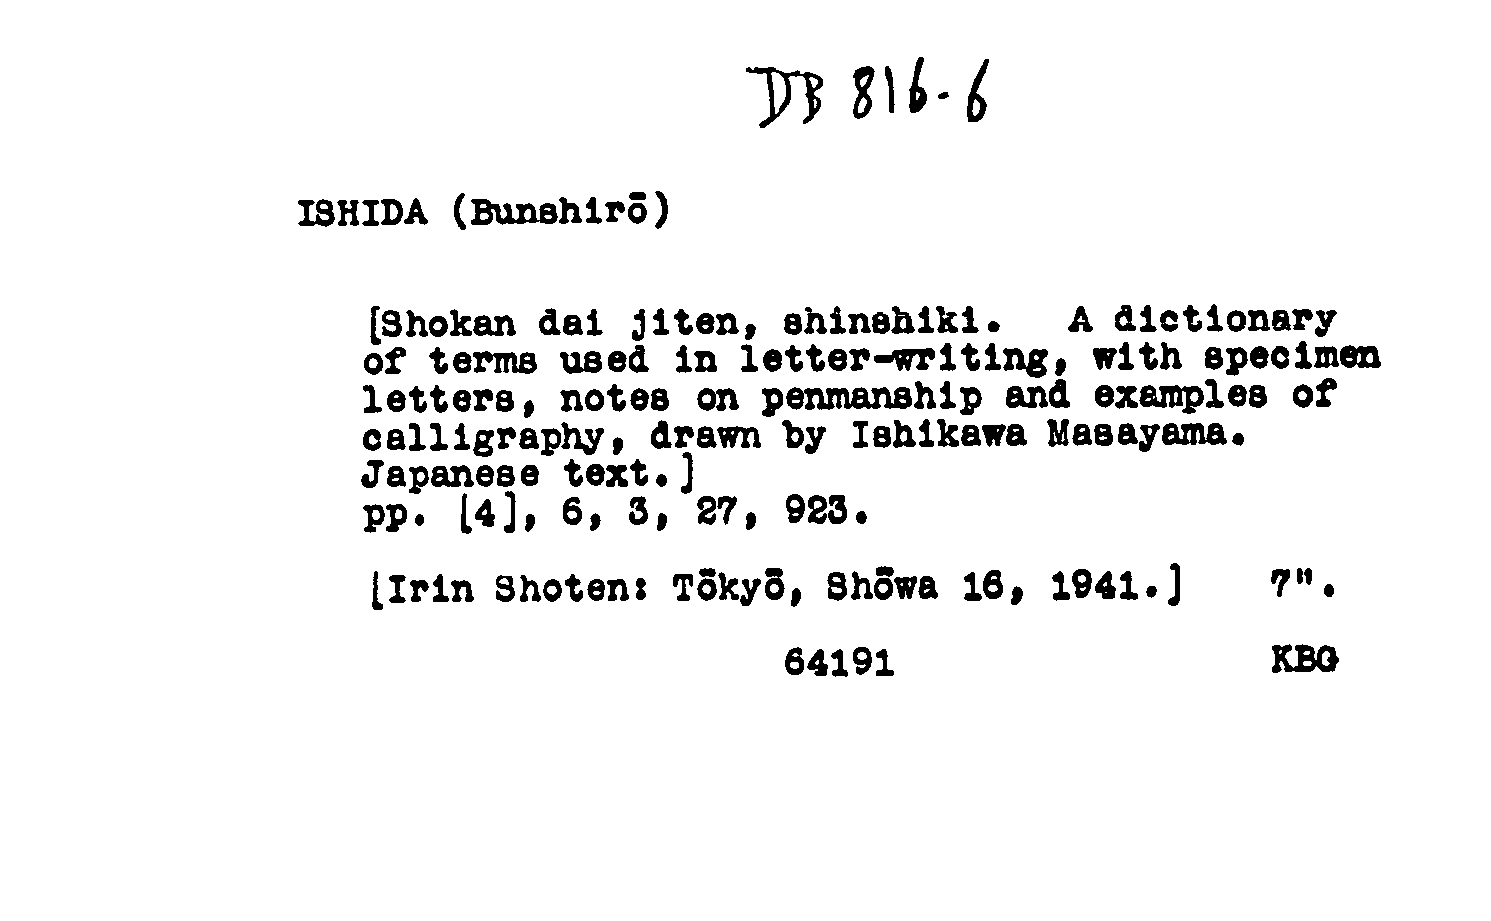 DB 816-6
ISHIDA (Bunshirō)
[Shokan dai jiten, shinshiki. A dictionary
of terms used in letter-writing, with specimen
letters, notes on penmanship and examples of
calligraphy, drawn by Ishikawa Masayama.
Japanese text.]
pp. [4], 6, 3, 27, 923.
[Irin Shoten: Tōkyō, Shōwa 16, 1941.] 7".
64191 KBG